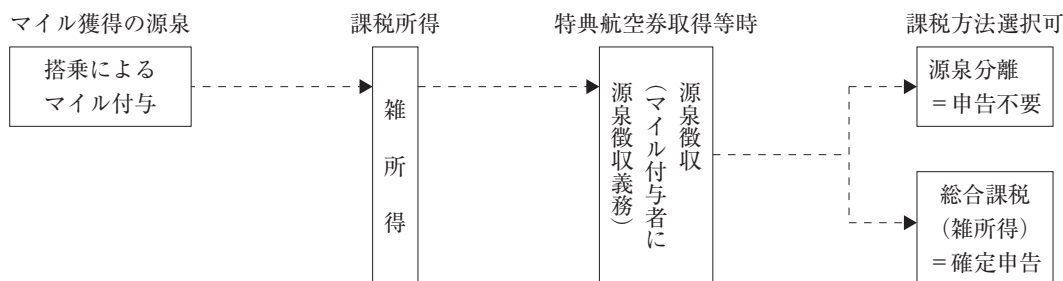 マイル獲得の源泉
課税所得
特典航空券取得等時
課税方法選択可
搭乗による
マイル付与
雑所得
源泉徴収
(マイル付与者に
源泉徴収義務)
源泉分離
＝申告不要
総合課税
（雑所得）
＝確定申告